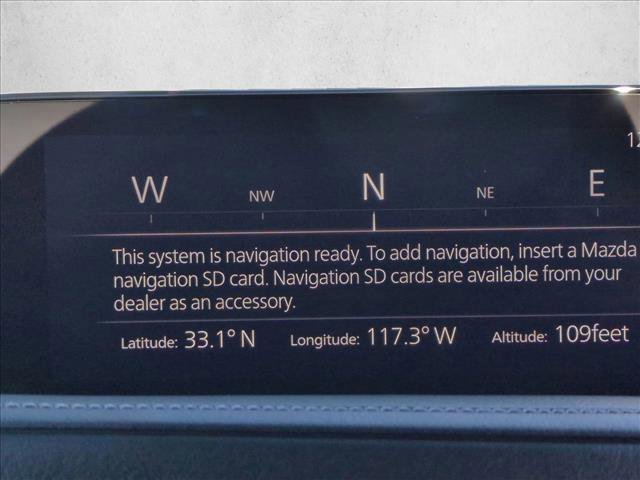 12
W NW N NE E
This system is navigation ready. To add navigation, insert a Mazda
navigation SD card. Navigation SD cards are available from your
dealer as an accessory.
Latitude: 33.1° N Longitude: 117.3° W Altitude: 109feet